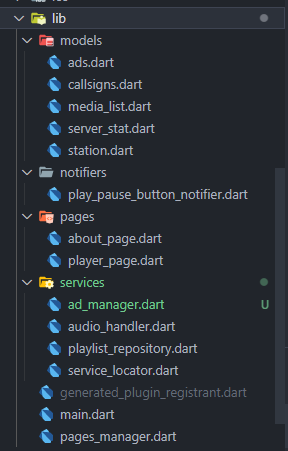 lib
models
ads.dart
callsigns.dart
media_list.dart
server_stat.dart
station.dart
notifiers
play_pause_button_notifier.dart
pages
about_page.dart
player_page.dart
services
ad_manager.dart U
audio_handler.dart
playlist_repository.dart
service_locator.dart
generated_plugin_registrant.dart
main.dart
pages_manager.dart